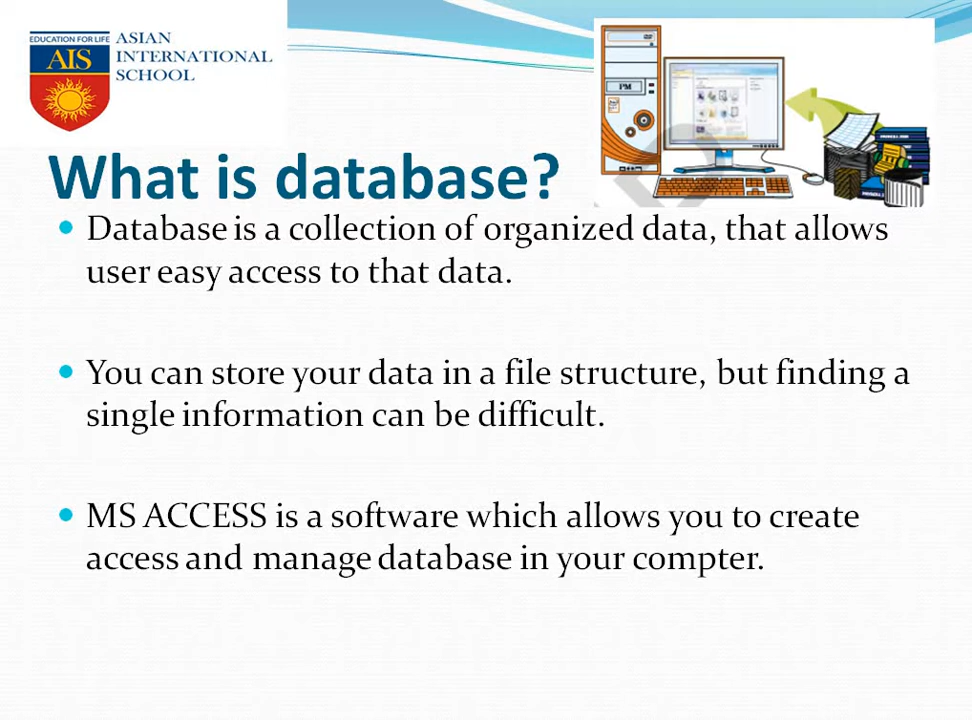 EDUCATION FOR LIFE
AIS
ASIAN
INTERNATIONAL
SCHOOL
PM
What is database?
Database is a collection of organized data, that allows
user easy access to that data.
You can store your data in a file structure, but finding a
single information can be difficult.
MS ACCESS is a software which allows you to create
access and manage database in your compter.